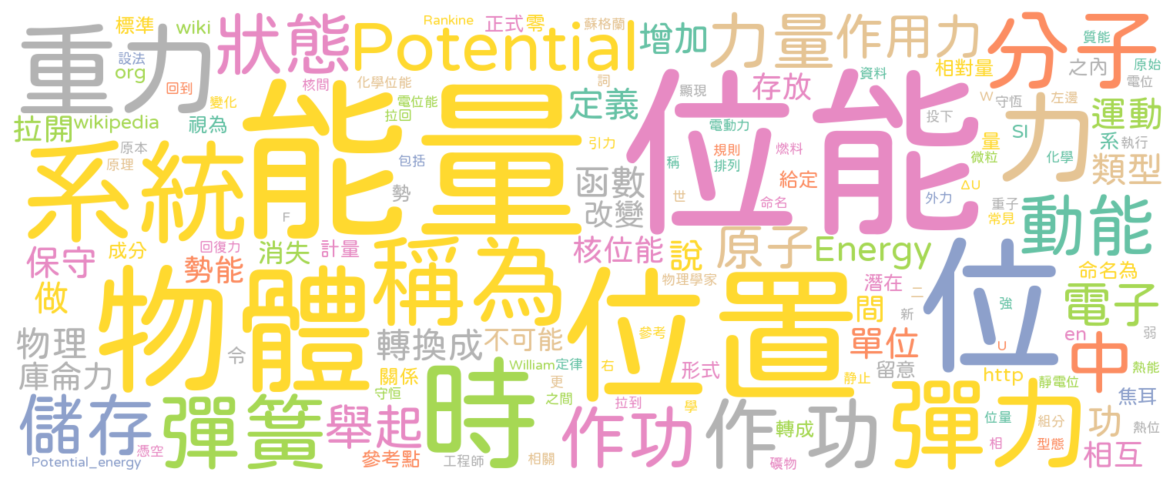 重力
狀態
Potential
增加
力量
作用力
分子
標準
wiki
Rankine
正式
零
蘇格蘭
質能
設法
org
回到
核間
化學位能
詞
相對量
之內
原始
電位
變化
電位能
拉回
定義
顯現
存放
資料
W
守恆
左邊
拉開
wikipedia
視為
能量
位能
力
運動
電動力
投下
量
SI
系
執行
原本
原理
包括
引力
稱
規則
排列
燃料
微粒
化學
類型
系統
函數
勢
世
給定
命名
ΔU
外力
重子
常見
改變
F
動能
保守
成分
回復力
消失
計量
稱為
核位能
說
原子
Energy
勢能
物理學家
潛在
間
二
命名為
做
物體
位置
位
電子
強
新
參考
物理
令
轉換成
不可能
單位
U
en
弱
中
庫侖力
關係
守恒
時
William
定律
右
形式
靜止
留意
http
靜電位
熱能
更
之間
拉到
學
焦耳
儲存
彈簧
舉起
作功
作功
轉成
彈力
位量
組分
功
熱位
相
型態
Potential_energy
憑空
參考點
工程師
相關
礦物
相互